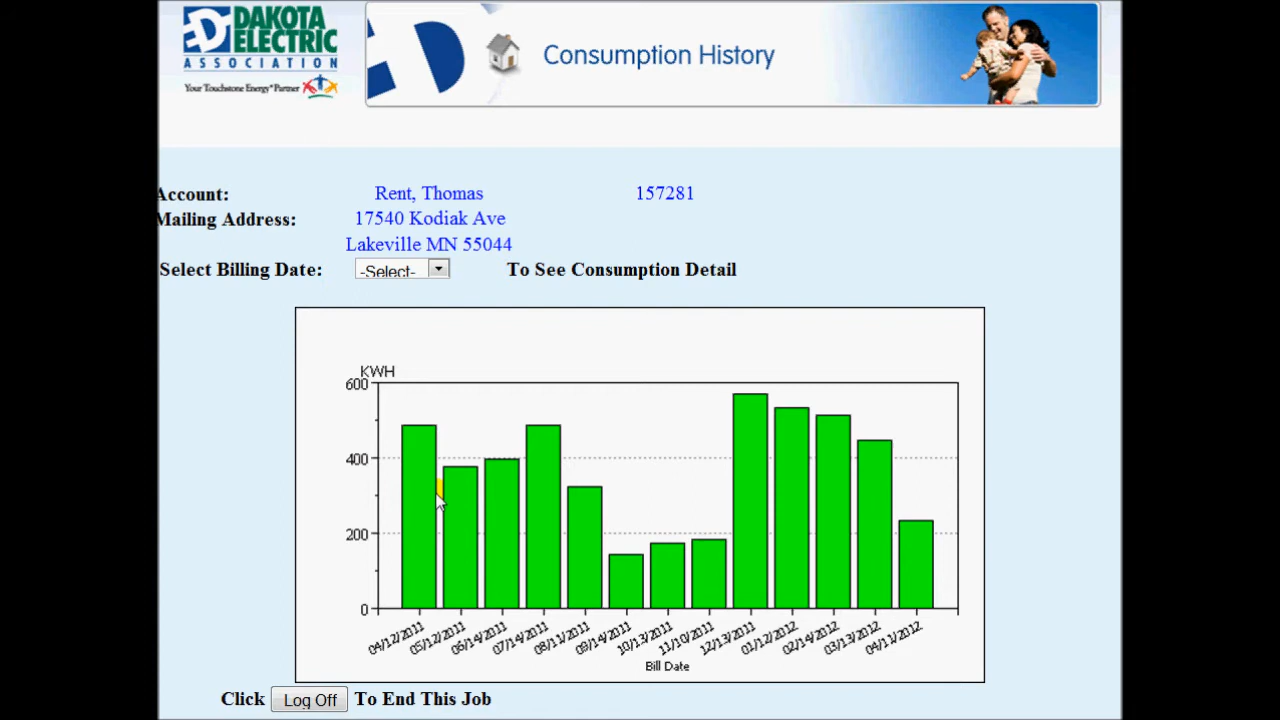 DAKOTA
ELECTRIC
ASSOCIATION
Your Touchstone Energy® Partner
Consumption History
Account: Rent, Thomas 157281
Mailing Address: 17540 Kodiak Ave
Lakeville MN 55044
Select Billing Date: -Select- To See Consumption Detail
KWH
600
400
200
0
04/12/2011 05/12/2011 06/14/2011 07/14/2011 08/11/2011 09/14/2011 10/13/2011 11/10/2011 12/13/2011 01/12/2012 02/14/2012 03/13/2012 04/11/2012
Bill Date
Click Log Off To End This Job